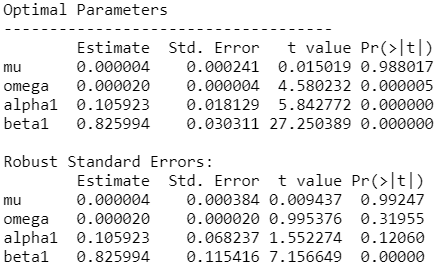 Optimal Parameters
------------------------------------
Estimate Std. Error t value Pr(>|t|)
mu 0.000004 0.000241 0.015019 0.988017
omega 0.000020 0.000004 4.580232 0.000005
alpha1 0.105923 0.018129 5.842772 0.000000
beta1 0.825994 0.030311 27.250389 0.000000
Robust Standard Errors:
Estimate Std. Error t value Pr(>|t|)
mu 0.000004 0.000384 0.009437 0.99247
omega 0.000020 0.000020 0.995376 0.31955
alpha1 0.105923 0.068237 1.552274 0.12060
beta1 0.825994 0.115416 7.156649 0.00000